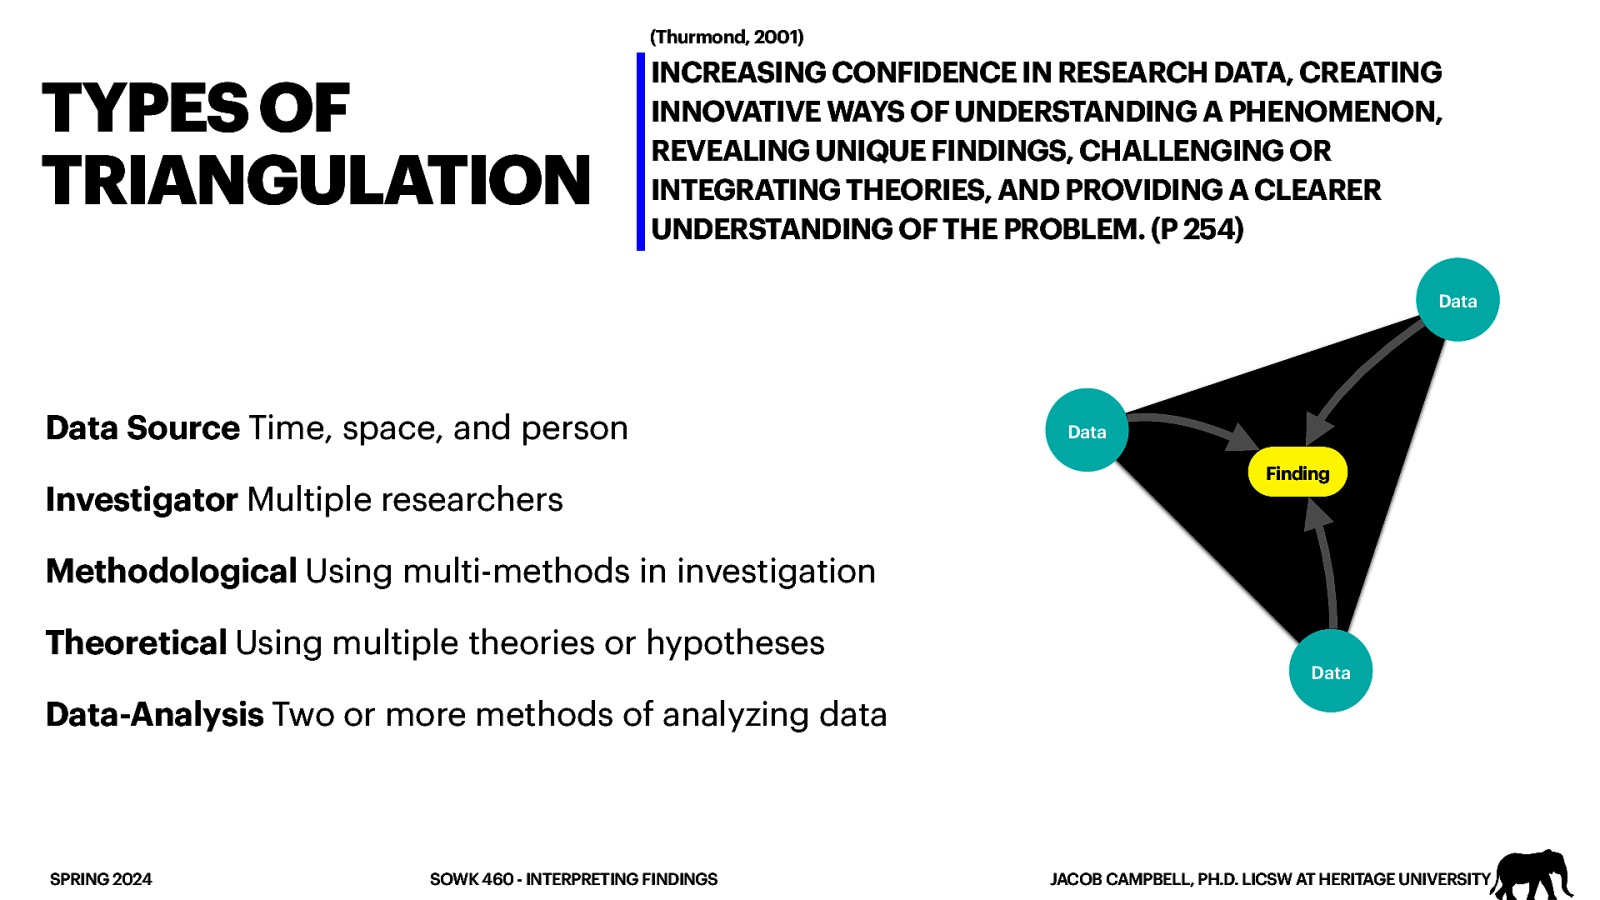 TYPES OF
TRIANGULATION
(Thurmond, 2001)
INCREASING CONFIDENCE IN RESEARCH DATA, CREATING
INNOVATIVE WAYS OF UNDERSTANDING A PHENOMENON,
REVEALING UNIQUE FINDINGS, CHALLENGING OR
INTEGRATING THEORIES, AND PROVIDING A CLEARER
UNDERSTANDING OF THE PROBLEM. (P 254)
Data Source Time, space, and person
Investigator Multiple researchers
Methodological Using multi-methods in investigation
Theoretical Using multiple theories or hypotheses
Data-Analysis Two or more methods of analyzing data
Data
Data
Finding
Data
SPRING 2024
SOWK 460 - INTERPRETING FINDINGS
JACOB CAMPBELL, PH.D. LICSW AT HERITAGE UNIVERSITY